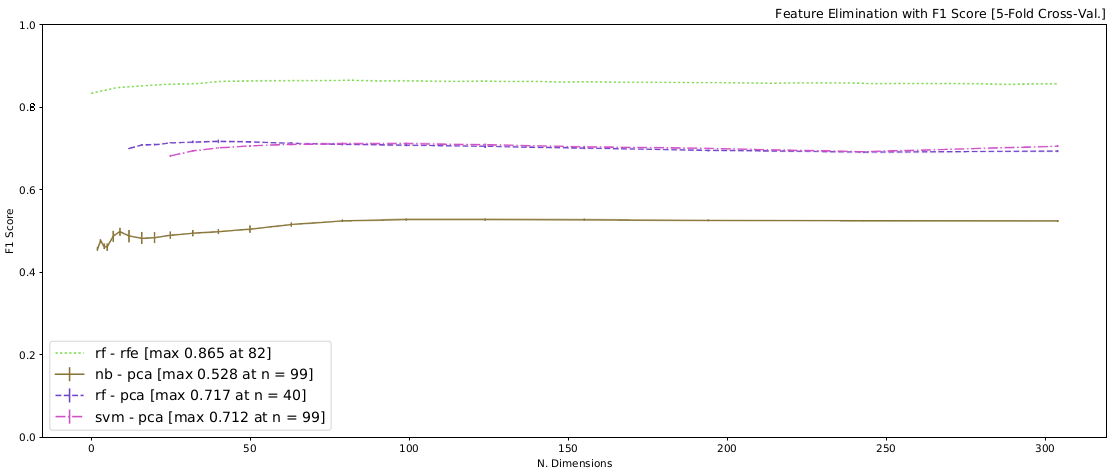 Feature Elimination with F1 Score [5-Fold Cross-Val.]
1.0
0.8
0.6
0.4
0.2
0.0
F1 Score
rf - rfe [max 0.865 at 82]
nb - pca [max 0.528 at n = 99]
rf - pca [max 0.717 at n = 40]
svm - pca [max 0.712 at n = 99]
0 50 100 150 200 250 300
N. Dimensions